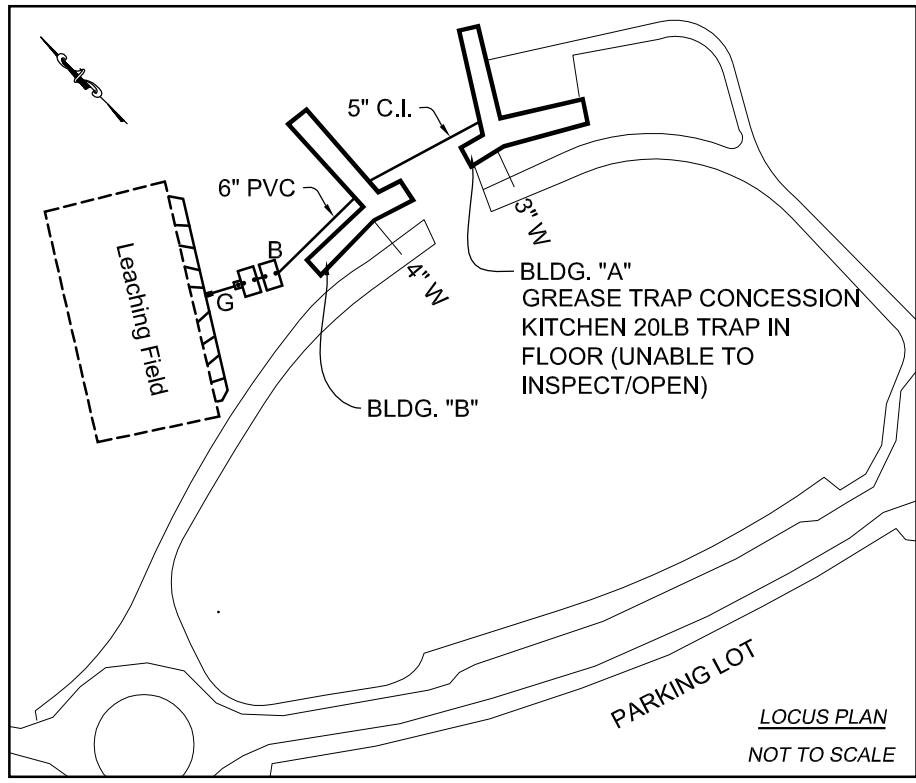 5" C.I.
6" PVC
B
G
Leaching Field
3" W
4" W
BLDG. "A"
GREASE TRAP CONCESSION
KITCHEN 20LB TRAP IN
FLOOR (UNABLE TO
INSPECT/OPEN)
BLDG. "B"
PARKING LOT
LOCUS PLAN
NOT TO SCALE